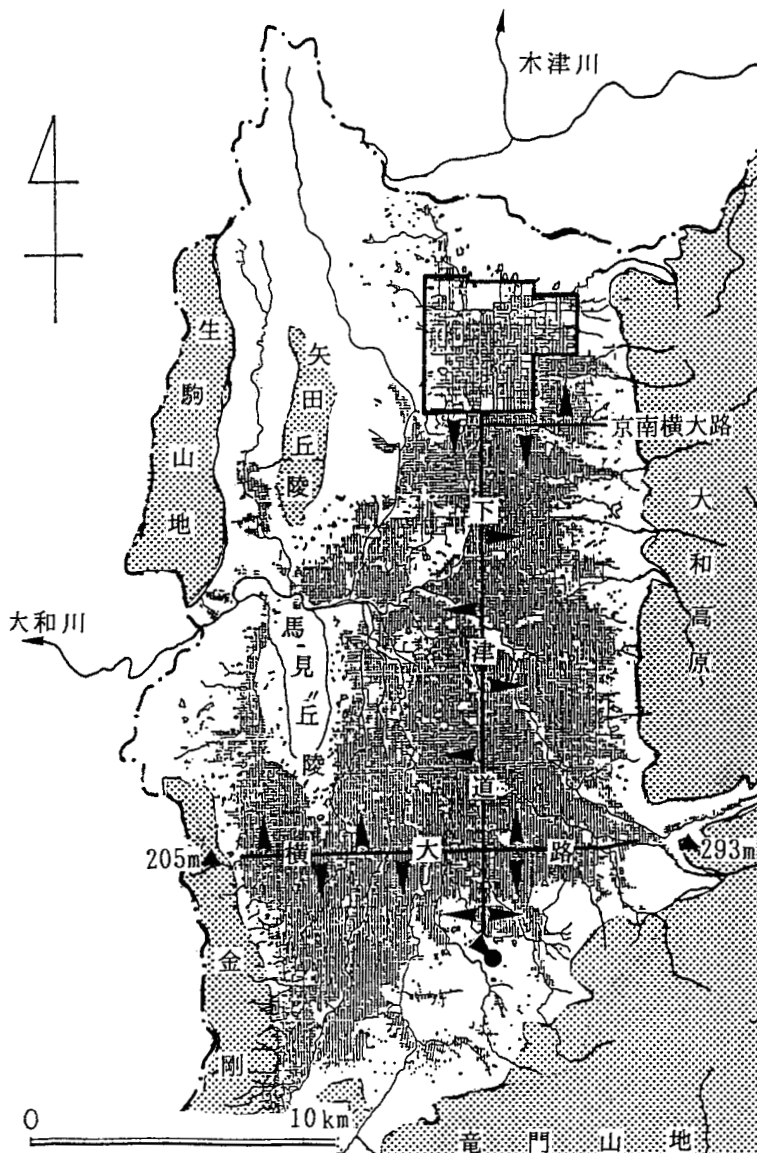 木津川
生駒山地
矢田丘陵
京南横大路
大和高原
下津道
大和川
馬見丘陵
横大路
205m
293m
金剛
0
10km
竜門山地